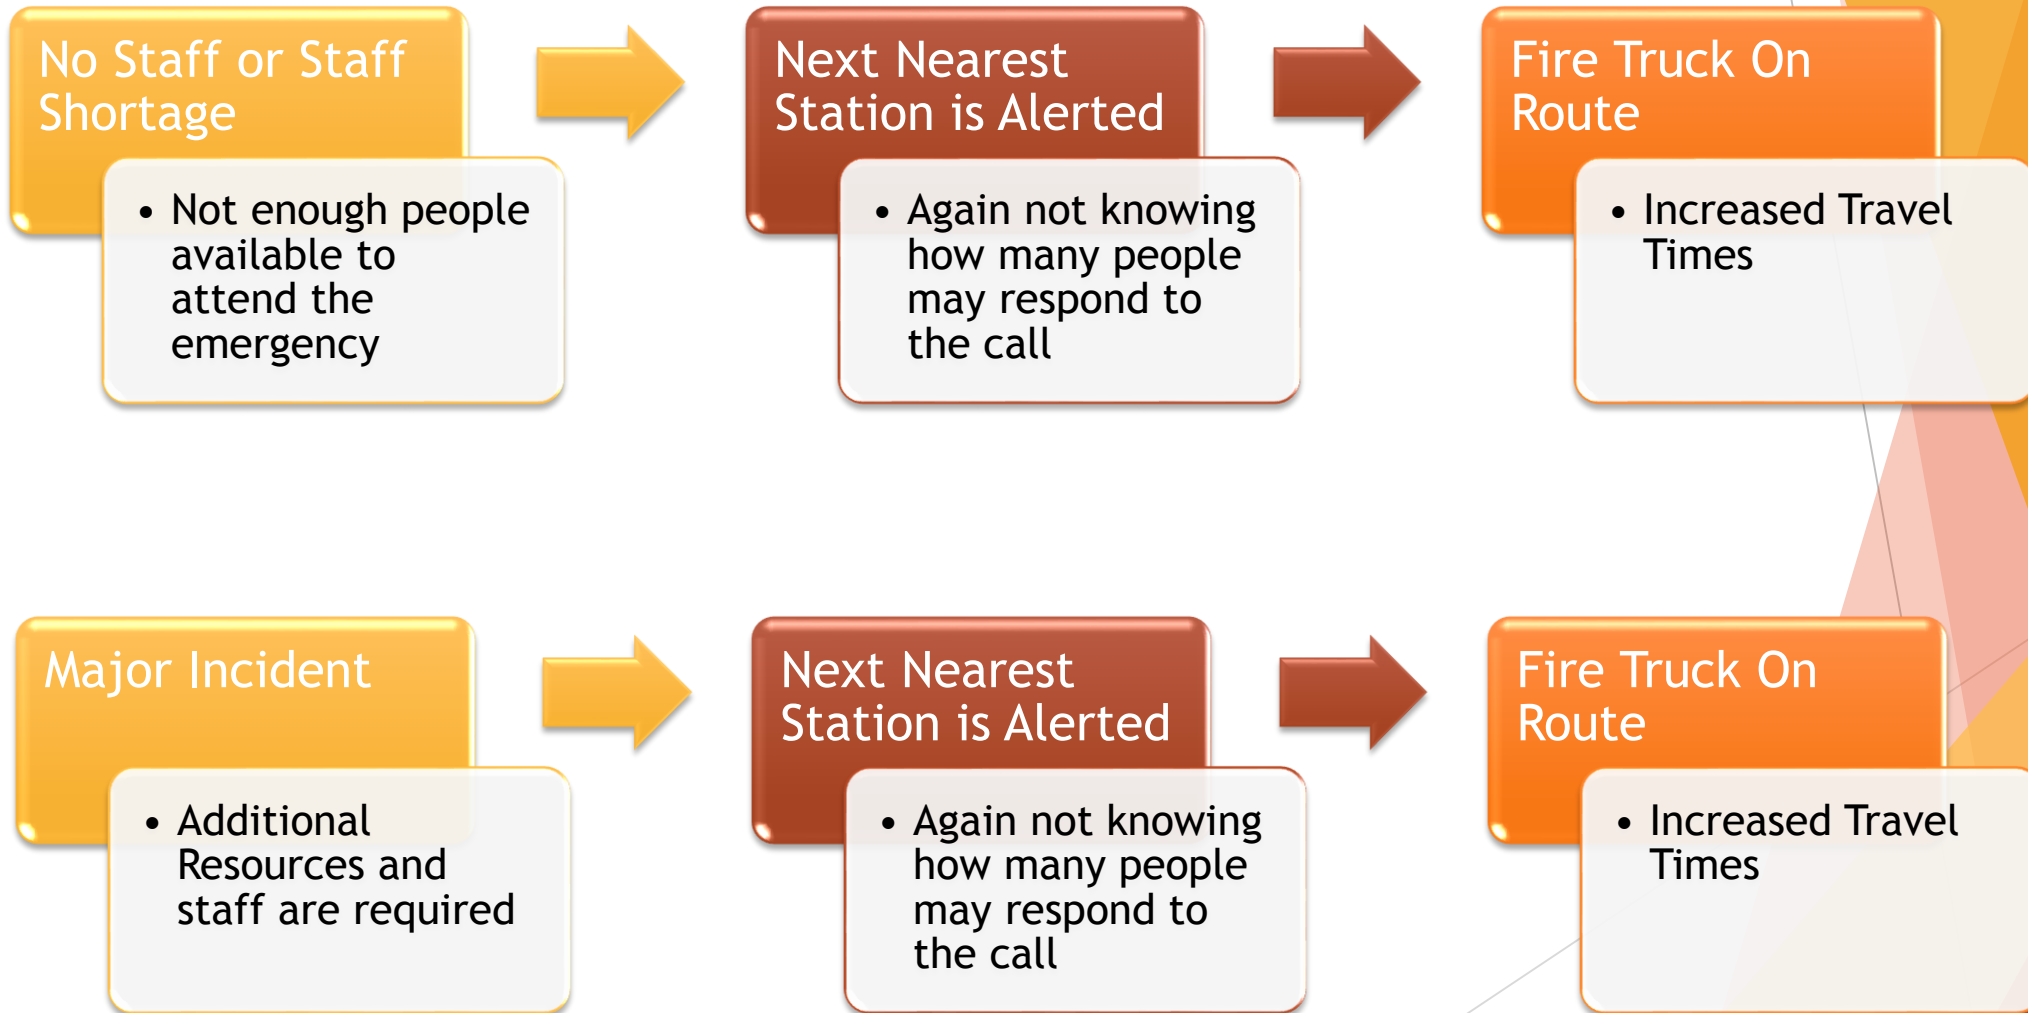 No Staff or Staff
Shortage
• Not enough people
available to
attend the
emergency
Next Nearest
Station is Alerted
• Again not knowing
how many people
may respond to
the call
Fire Truck On
Route
• Increased Travel
Times
Major Incident
• Additional
Resources and
staff are required
Next Nearest
Station is Alerted
• Again not knowing
how many people
may respond to
the call
Fire Truck On
Route
• Increased Travel
Times